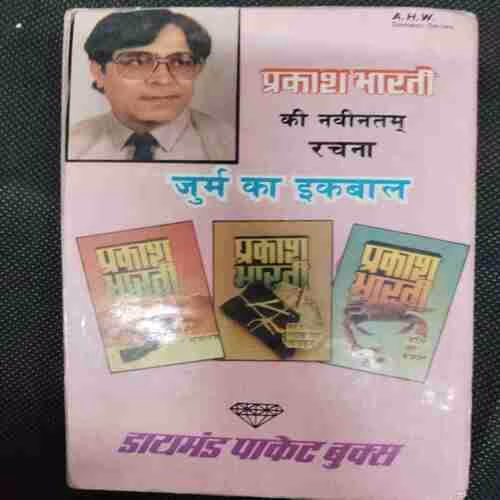 A.H.W.
प्रकाश भारती
की नवीनतम्
रचना
जुर्म का इकबाल
प्रकाश
भारती
प्रकाश
भारती
प्रकाश
भारती
डायमंड पाकेट बुक्स